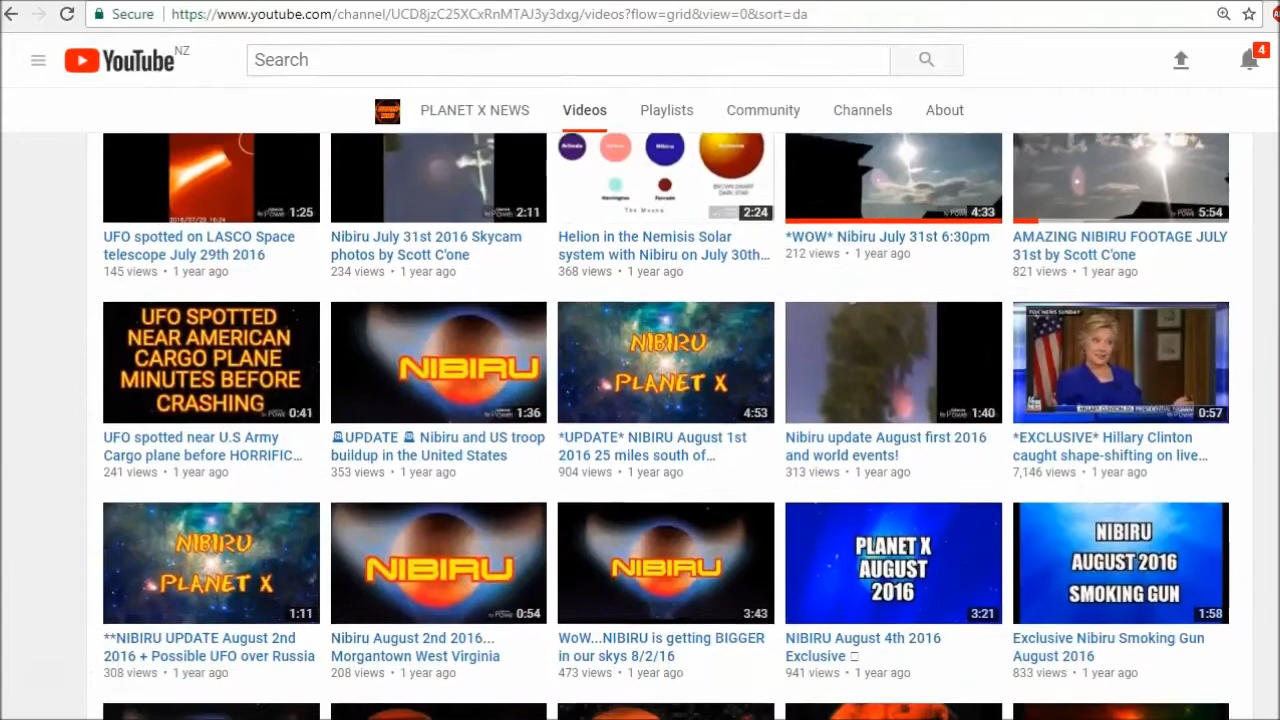 Secure https://www.youtube.com/channel/UCD8jzC25XCxRnMTAJ3y3dxg/videos?flow=grid&view=0&sort=da
YouTube NZ
Search
4
PLANET X NEWS Videos Playlists Community Channels About
2016/07/23 16:24
1:25
2:11
The Moons
2:24
4:33
5:54
UFO spotted on LASCO Space
telescope July 29th 2016
145 views • 1 year ago
Nibiru July 31st 2016 Skycam
photos by Scott C'one
234 views • 1 year ago
Helion in the Nemisis Solar
system with Nibiru on July 30th...
368 views • 1 year ago
*WOW* Nibiru July 31st 6:30pm
212 views • 1 year ago
AMAZING NIBIRU FOOTAGE JULY
31st by Scott C'one
821 views • 1 year ago
UFO SPOTTED
NEAR AMERICAN
CARGO PLANE
MINUTES BEFORE
CRASHING
0:41
NIBIRU
1:36
NIBIRU
PLANET X
4:53
1:40
FOX NEWS SUNDAY
0:57
UFO spotted near U.S Army
Cargo plane before HORRIFIC...
241 views • 1 year ago
UPDATE Nibiru and US troop
buildup in the United States
353 views • 1 year ago
*UPDATE* NIBIRU August 1st
2016 25 miles south of...
904 views • 1 year ago
Nibiru update August first 2016
and world events!
313 views • 1 year ago
*EXCLUSIVE* Hillary Clinton
caught shape-shifting on live...
7,146 views • 1 year ago
NIBIRU
PLANET X
1:11
NIBIRU
0:54
NIBIRU
3:43
PLANET X
AUGUST
2016
3:21
NIBIRU
AUGUST 2016
SMOKING GUN
1:58
**NIBIRU UPDATE August 2nd
2016 + Possible UFO over Russia
308 views • 1 year ago
Nibiru August 2nd 2016...
Morgantown West Virginia
208 views • 1 year ago
WoW...NIBIRU is getting BIGGER
in our skys 8/2/16
473 views • 1 year ago
NIBIRU August 4th 2016
Exclusive
941 views • 1 year ago
Exclusive Nibiru Smoking Gun
August 2016
833 views • 1 year ago